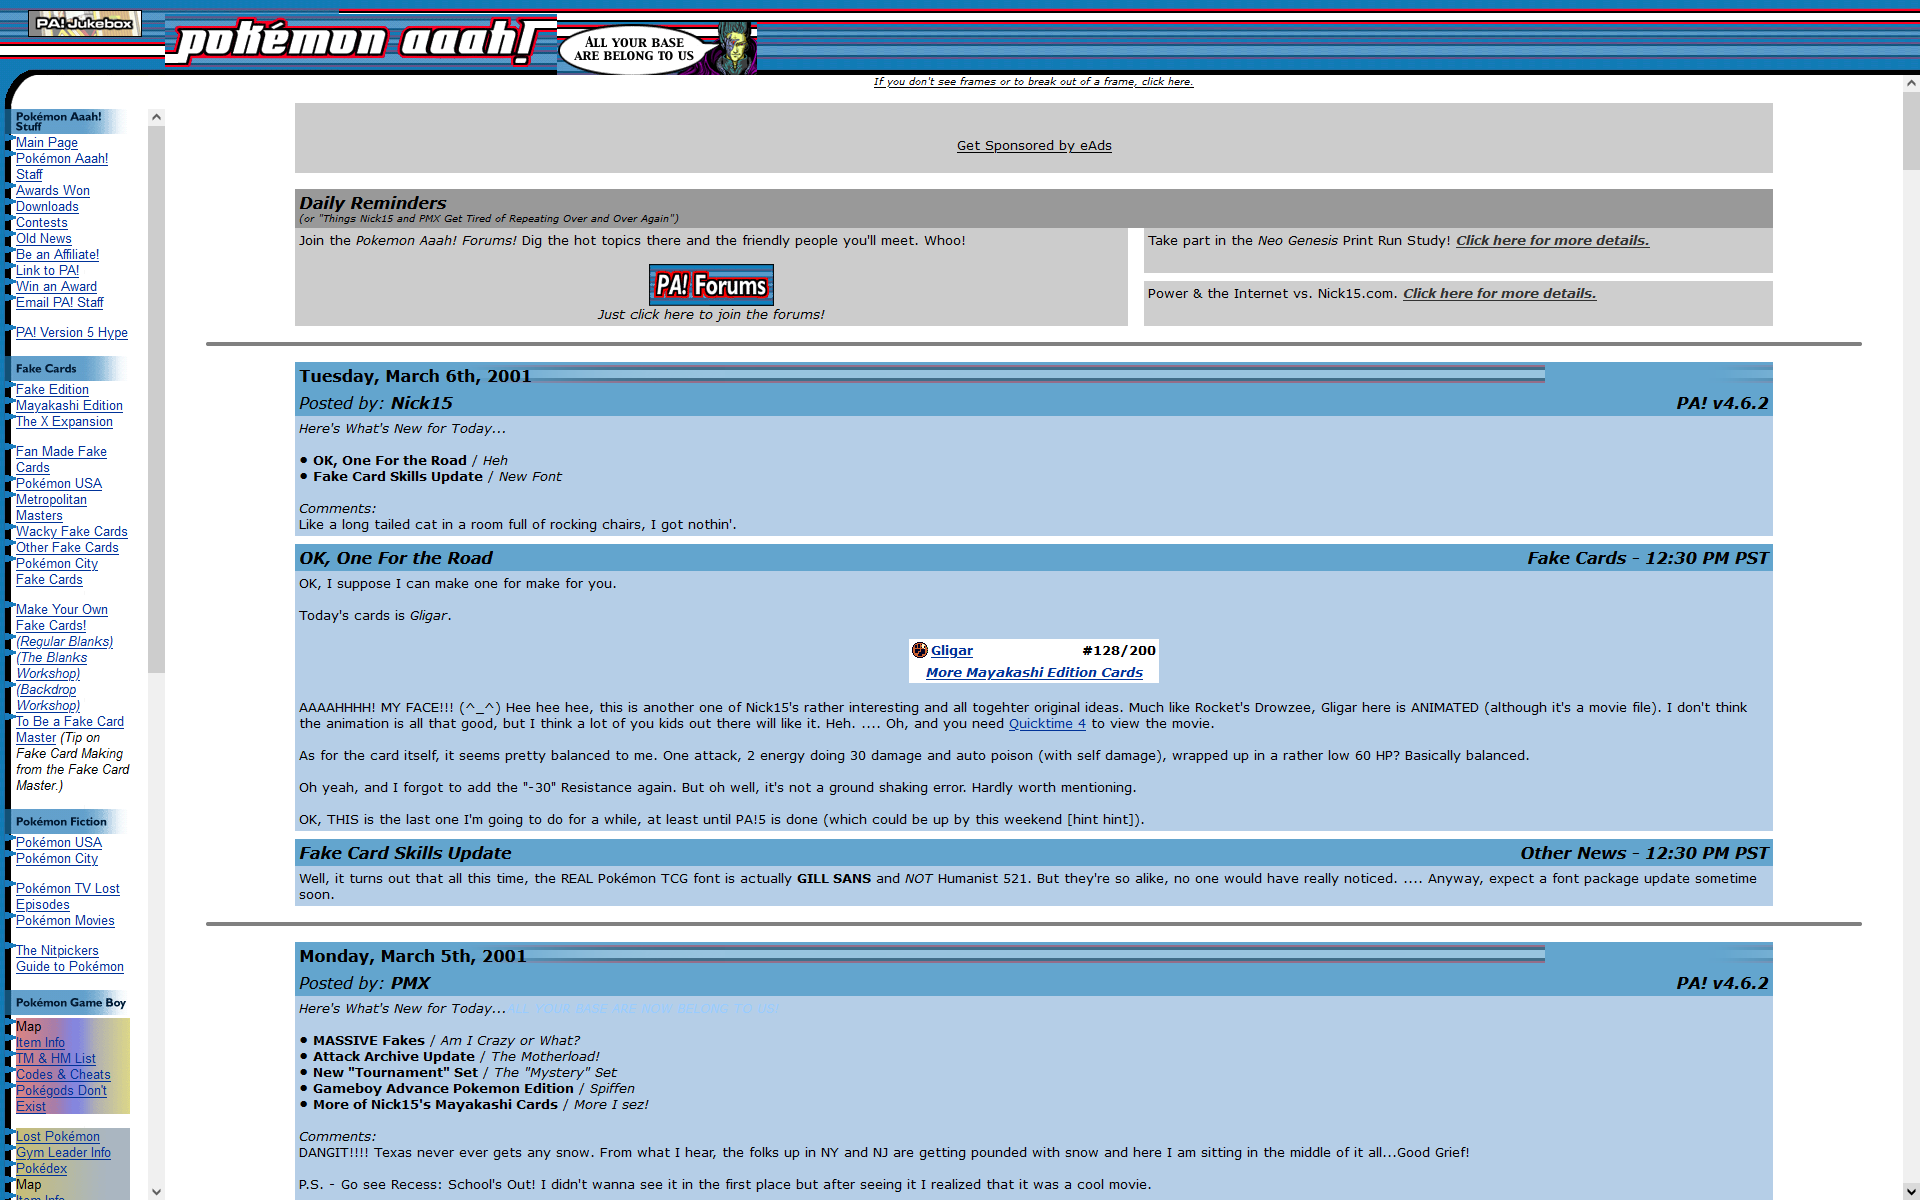 PA! Jukebox
pokémon aaah!
ALL YOUR BASE
ARE BELONG TO US
If you don't see frames or to break out of a frame, click here.
Pokémon Aaah!
Stuff
Main Page
Pokémon Aaah!
Staff
Awards Won
Downloads
Contests
Old News
Be an Affiliate!
Link to PA!
Win an Award
Email PA! Staff
PA! Version 5 Hype
Fake Cards
Fake Edition
Mayakashi Edition
The X Expansion
Fan Made Fake
Cards
Pokémon USA
Metropolitan
Masters
Wacky Fake Cards
Other Fake Cards
Pokémon City
Fake Cards
Make Your Own
Fake Cards!
(Regular Blanks)
(The Blanks
Workshop)
(Backdrop
Workshop)
To Be a Fake Card
Master (Tip on
Fake Card Making
from the Fake Card
Master.)
Pokémon Fiction
Pokémon USA
Pokémon City
Pokémon TV Lost
Episodes
Pokémon Movies
The Nitpickers
Guide to Pokémon
Pokémon Game Boy
Map
Item Info
TM & HM List
Codes & Cheats
Pokégods Don't
Exist
Lost Pokémon
Gym Leader Info
Pokédex
Map
Item Info
Get Sponsored by eAds
Daily Reminders
(or "Things Nick15 and PMX Get Tired of Repeating Over and Over Again")
Join the Pokemon Aaah! Forums! Dig the hot topics there and the friendly people you'll meet. Whoo!
PA! Forums
Just click here to join the forums!
Take part in the Neo Genesis Print Run Study! Click here for more details.
Power & the Internet vs. Nick15.com. Click here for more details.
Tuesday, March 6th, 2001
Posted by: Nick15 PA! v4.6.2
Here's What's New for Today...
• OK, One For the Road / Heh
• Fake Card Skills Update / New Font
Comments:
Like a long tailed cat in a room full of rocking chairs, I got nothin'.
OK, One For the Road Fake Cards - 12:30 PM PST
OK, I suppose I can make one for make for you.
Today's cards is Gligar.
Gligar #128/200
More Mayakashi Edition Cards
AAAAHHHH! MY FACE!!! (^_^) Hee hee hee, this is another one of Nick15's rather interesting and all togehter original ideas. Much like Rocket's Drowzee, Gligar here is ANIMATED (although it's a movie file). I don't think
the animation is all that good, but I think a lot of you kids out there will like it. Heh. .... Oh, and you need Quicktime 4 to view the movie.
As for the card itself, it seems pretty balanced to me. One attack, 2 energy doing 30 damage and auto poison (with self damage), wrapped up in a rather low 60 HP? Basically balanced.
Oh yeah, and I forgot to add the "-30" Resistance again. But oh well, it's not a ground shaking error. Hardly worth mentioning.
OK, THIS is the last one I'm going to do for a while, at least until PA!5 is done (which could be up by this weekend [hint hint]).
Fake Card Skills Update Other News - 12:30 PM PST
Well, it turns out that all this time, the REAL Pokémon TCG font is actually GILL SANS and NOT Humanist 521. But they're so alike, no one would have really noticed. .... Anyway, expect a font package update sometime
soon.
Monday, March 5th, 2001
Posted by: PMX PA! v4.6.2
Here's What's New for Today...ALL YOUR BASE ARE NOW BELONG TO US!
• MASSIVE Fakes / Am I Crazy or What?
• Attack Archive Update / The Motherload!
• New "Tournament" Set / The "Mystery" Set
• Gameboy Advance Pokemon Edition / Spiffen
• More of Nick15's Mayakashi Cards / More I sez!
Comments:
DANGIT!!!! Texas never ever gets any snow. From what I hear, the folks up in NY and NJ are getting pounded with snow and here I am sitting in the middle of it all...Good Grief!
P.S. - Go see Recess: School's Out! I didn't wanna see it in the first place but after seeing it I realized that it was a cool movie.